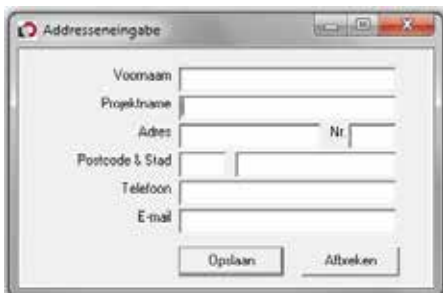 Addresseneingabe
Voornaam
Projektname
Adres Nr.
Postcode & Stad
Telefoon
E-mail
Opslaan Afbreken